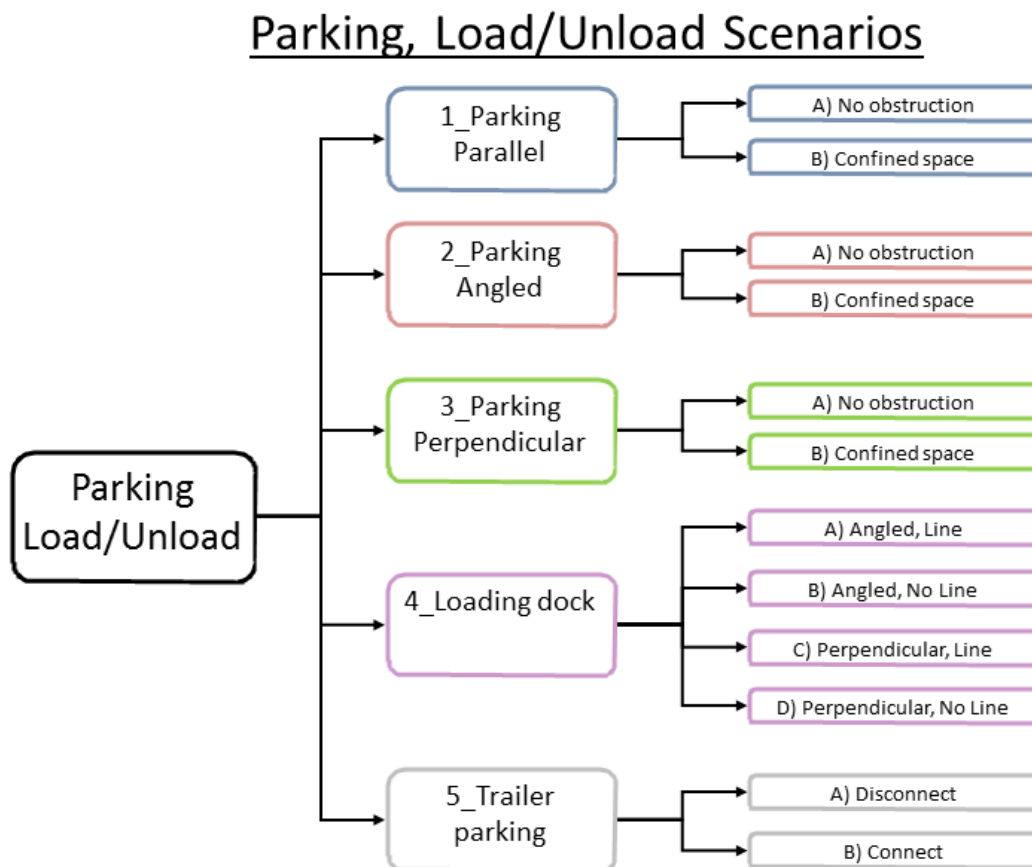 Parking, Load/Unload Scenarios
1_Parking
Parallel
A) No obstruction
B) Confined space
2_Parking
Angled
A) No obstruction
B) Confined space
3_Parking
Perpendicular
A) No obstruction
B) Confined space
Parking
Load/Unload
4_Loading dock
A) Angled, Line
B) Angled, No Line
C) Perpendicular, Line
D) Perpendicular, No Line
5_Trailer
parking
A) Disconnect
B) Connect